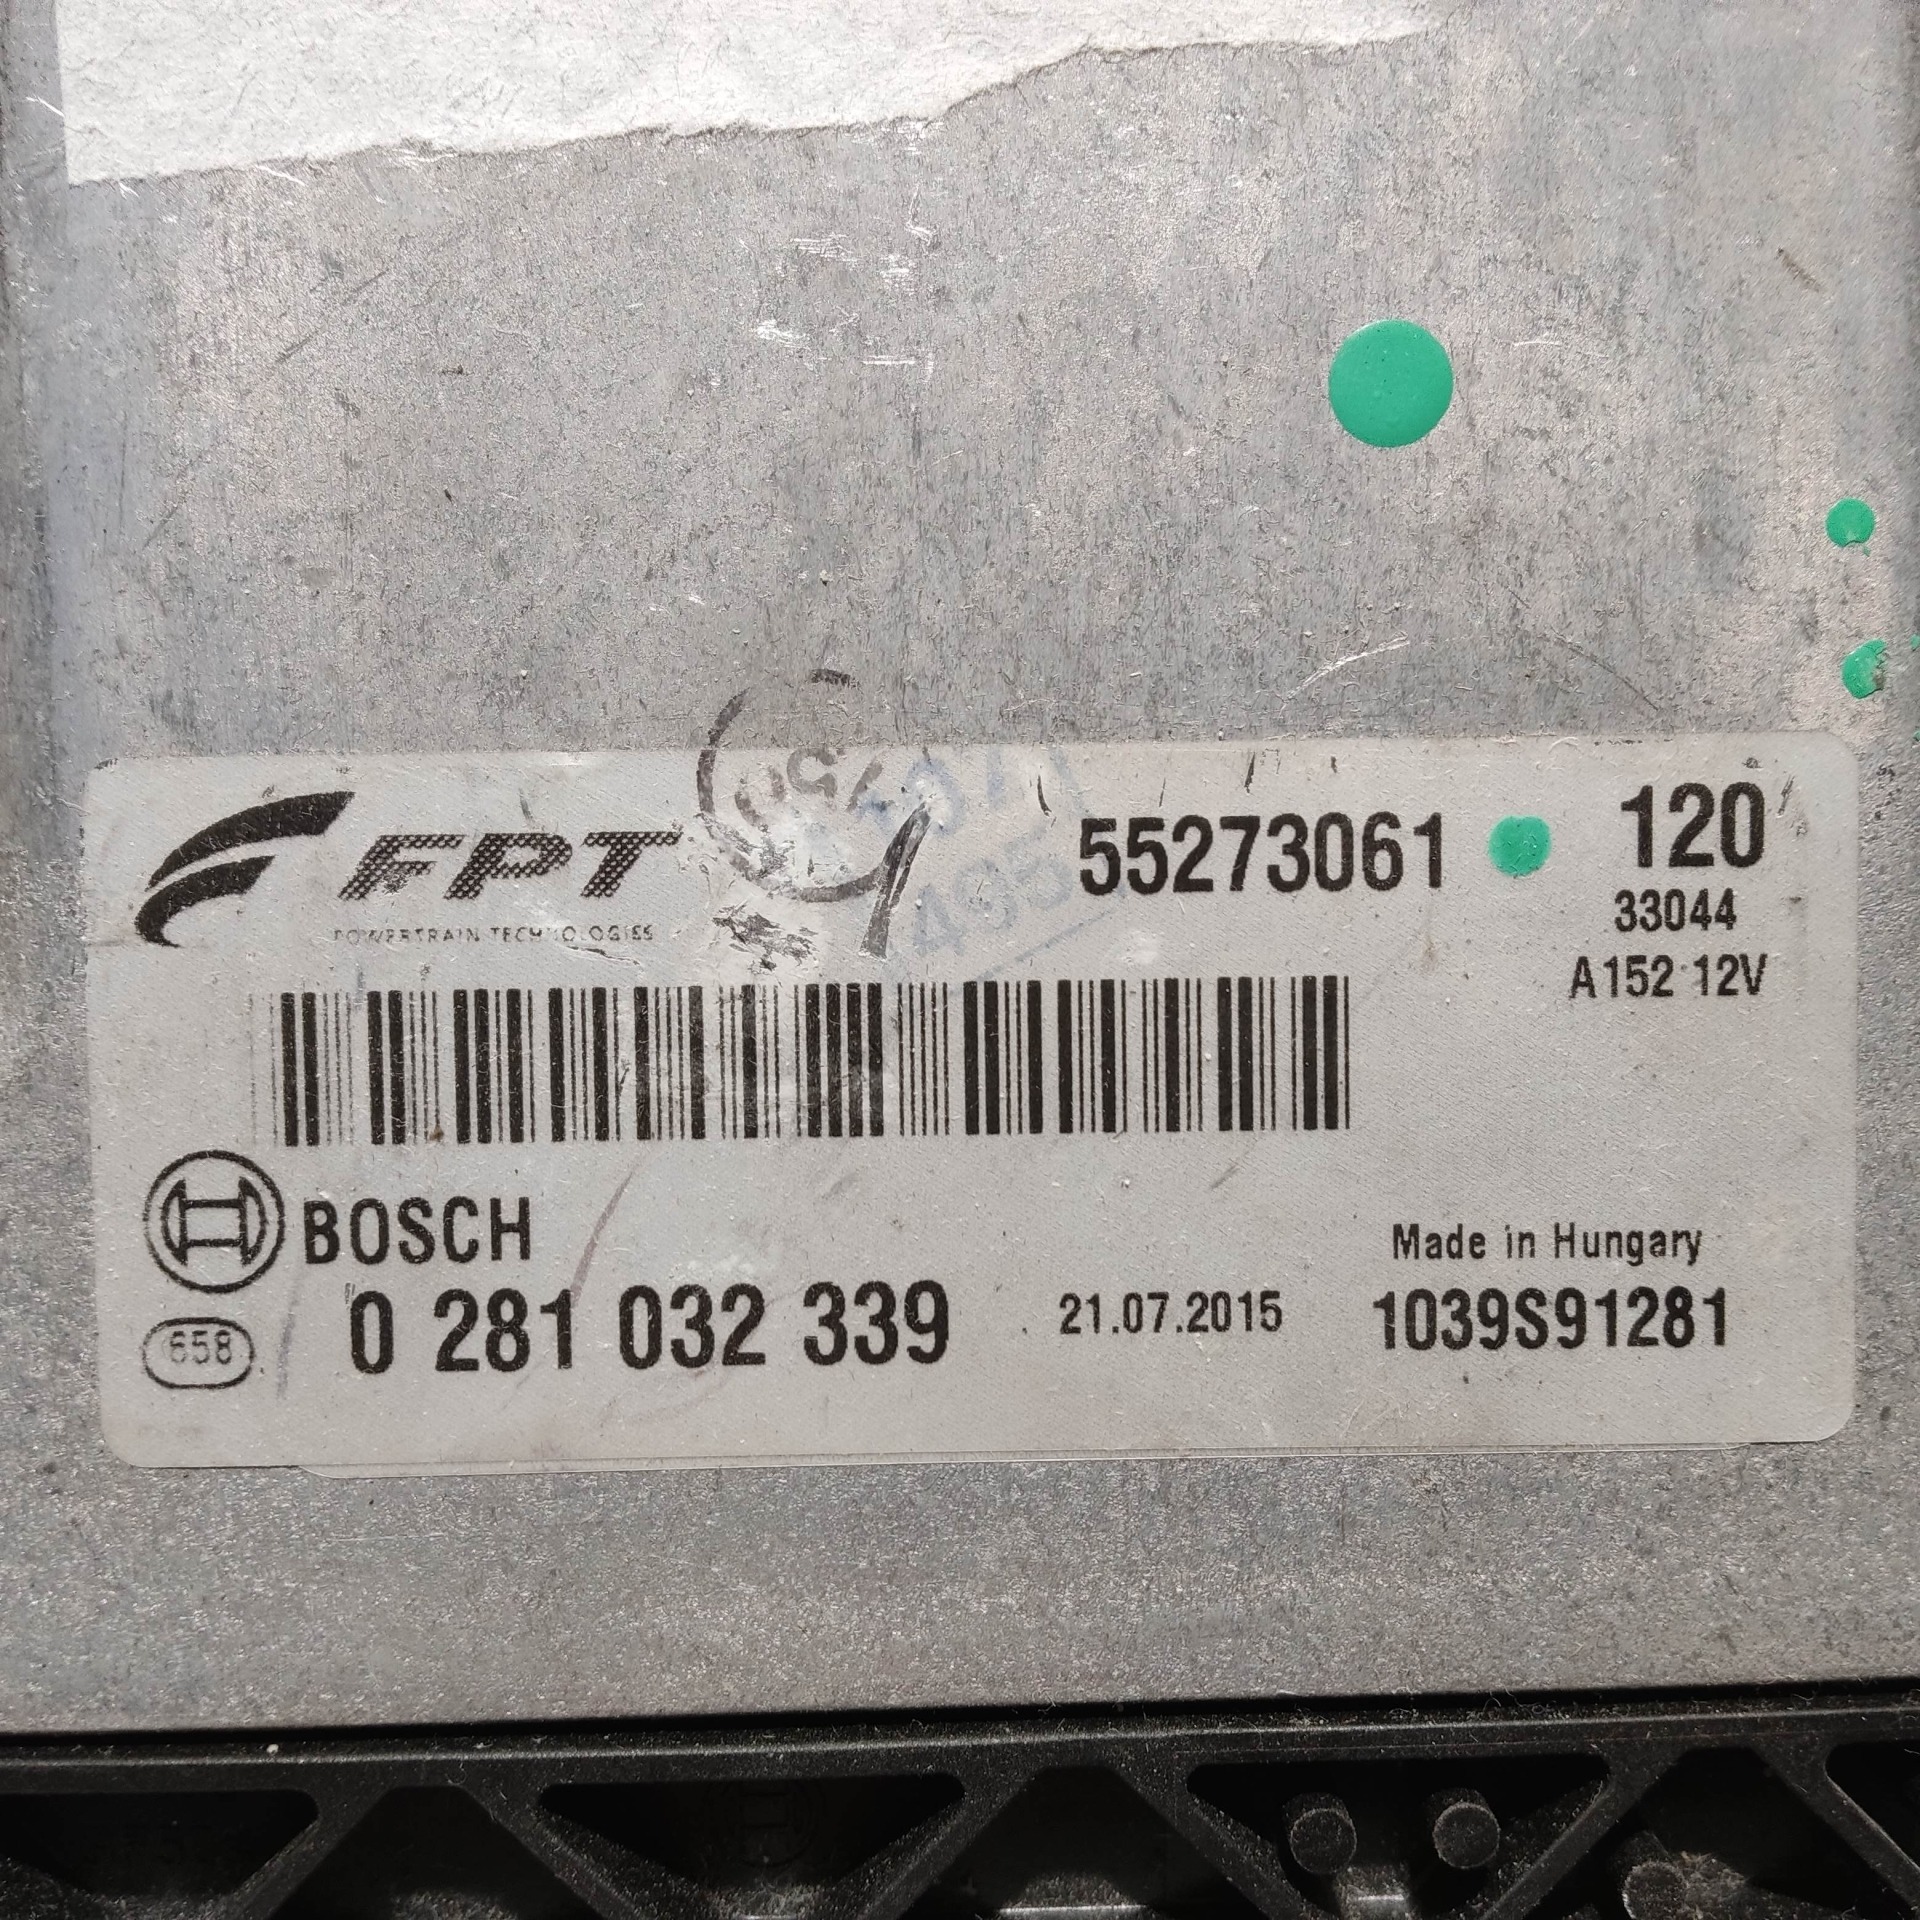 FPT
POWERTRAIN TECHNOLOGIES
55273061
120
33044
A152 12V
BOSCH
Made in Hungary
658
0 281 032 339
21.07.2015
1039S91281